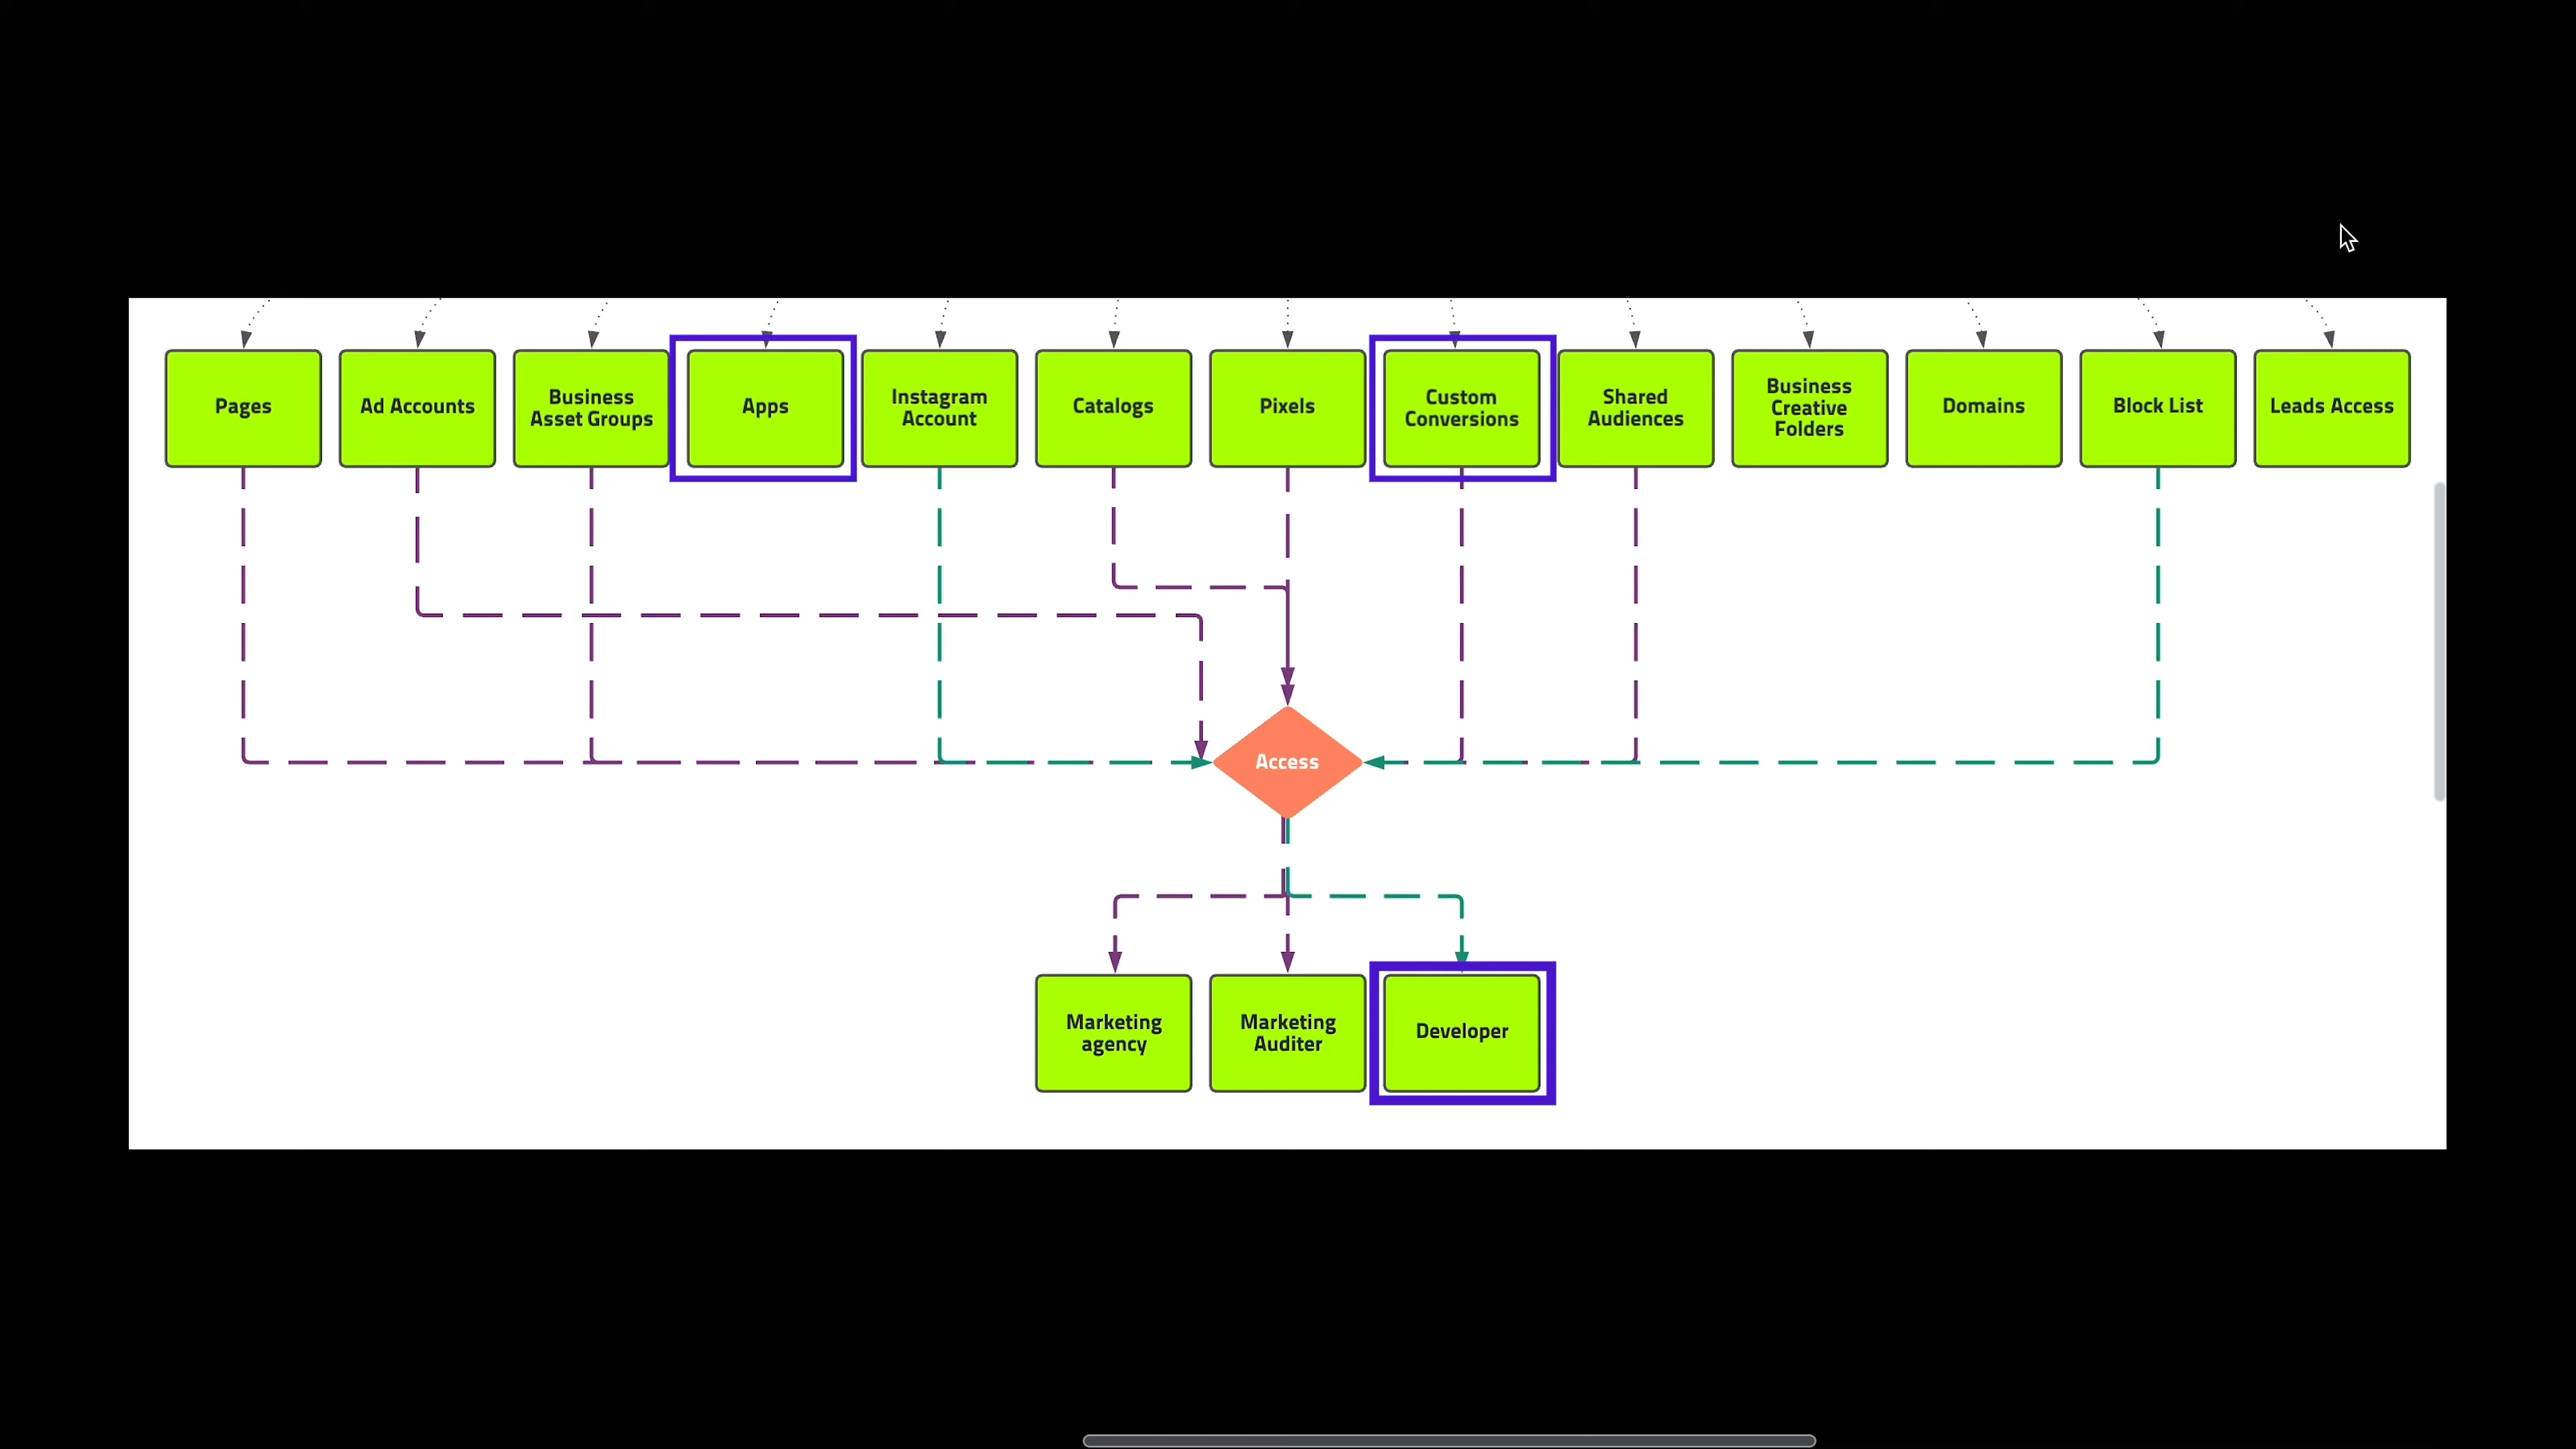 Pages
Ad Accounts
Business
Asset Groups
Apps
Instagram
Account
Catalogs
Pixels
Custom
Conversions
Shared
Audiences
Business
Creative
Folders
Domains
Block List
Leads Access
Access
Marketing
agency
Marketing
Auditer
Developer